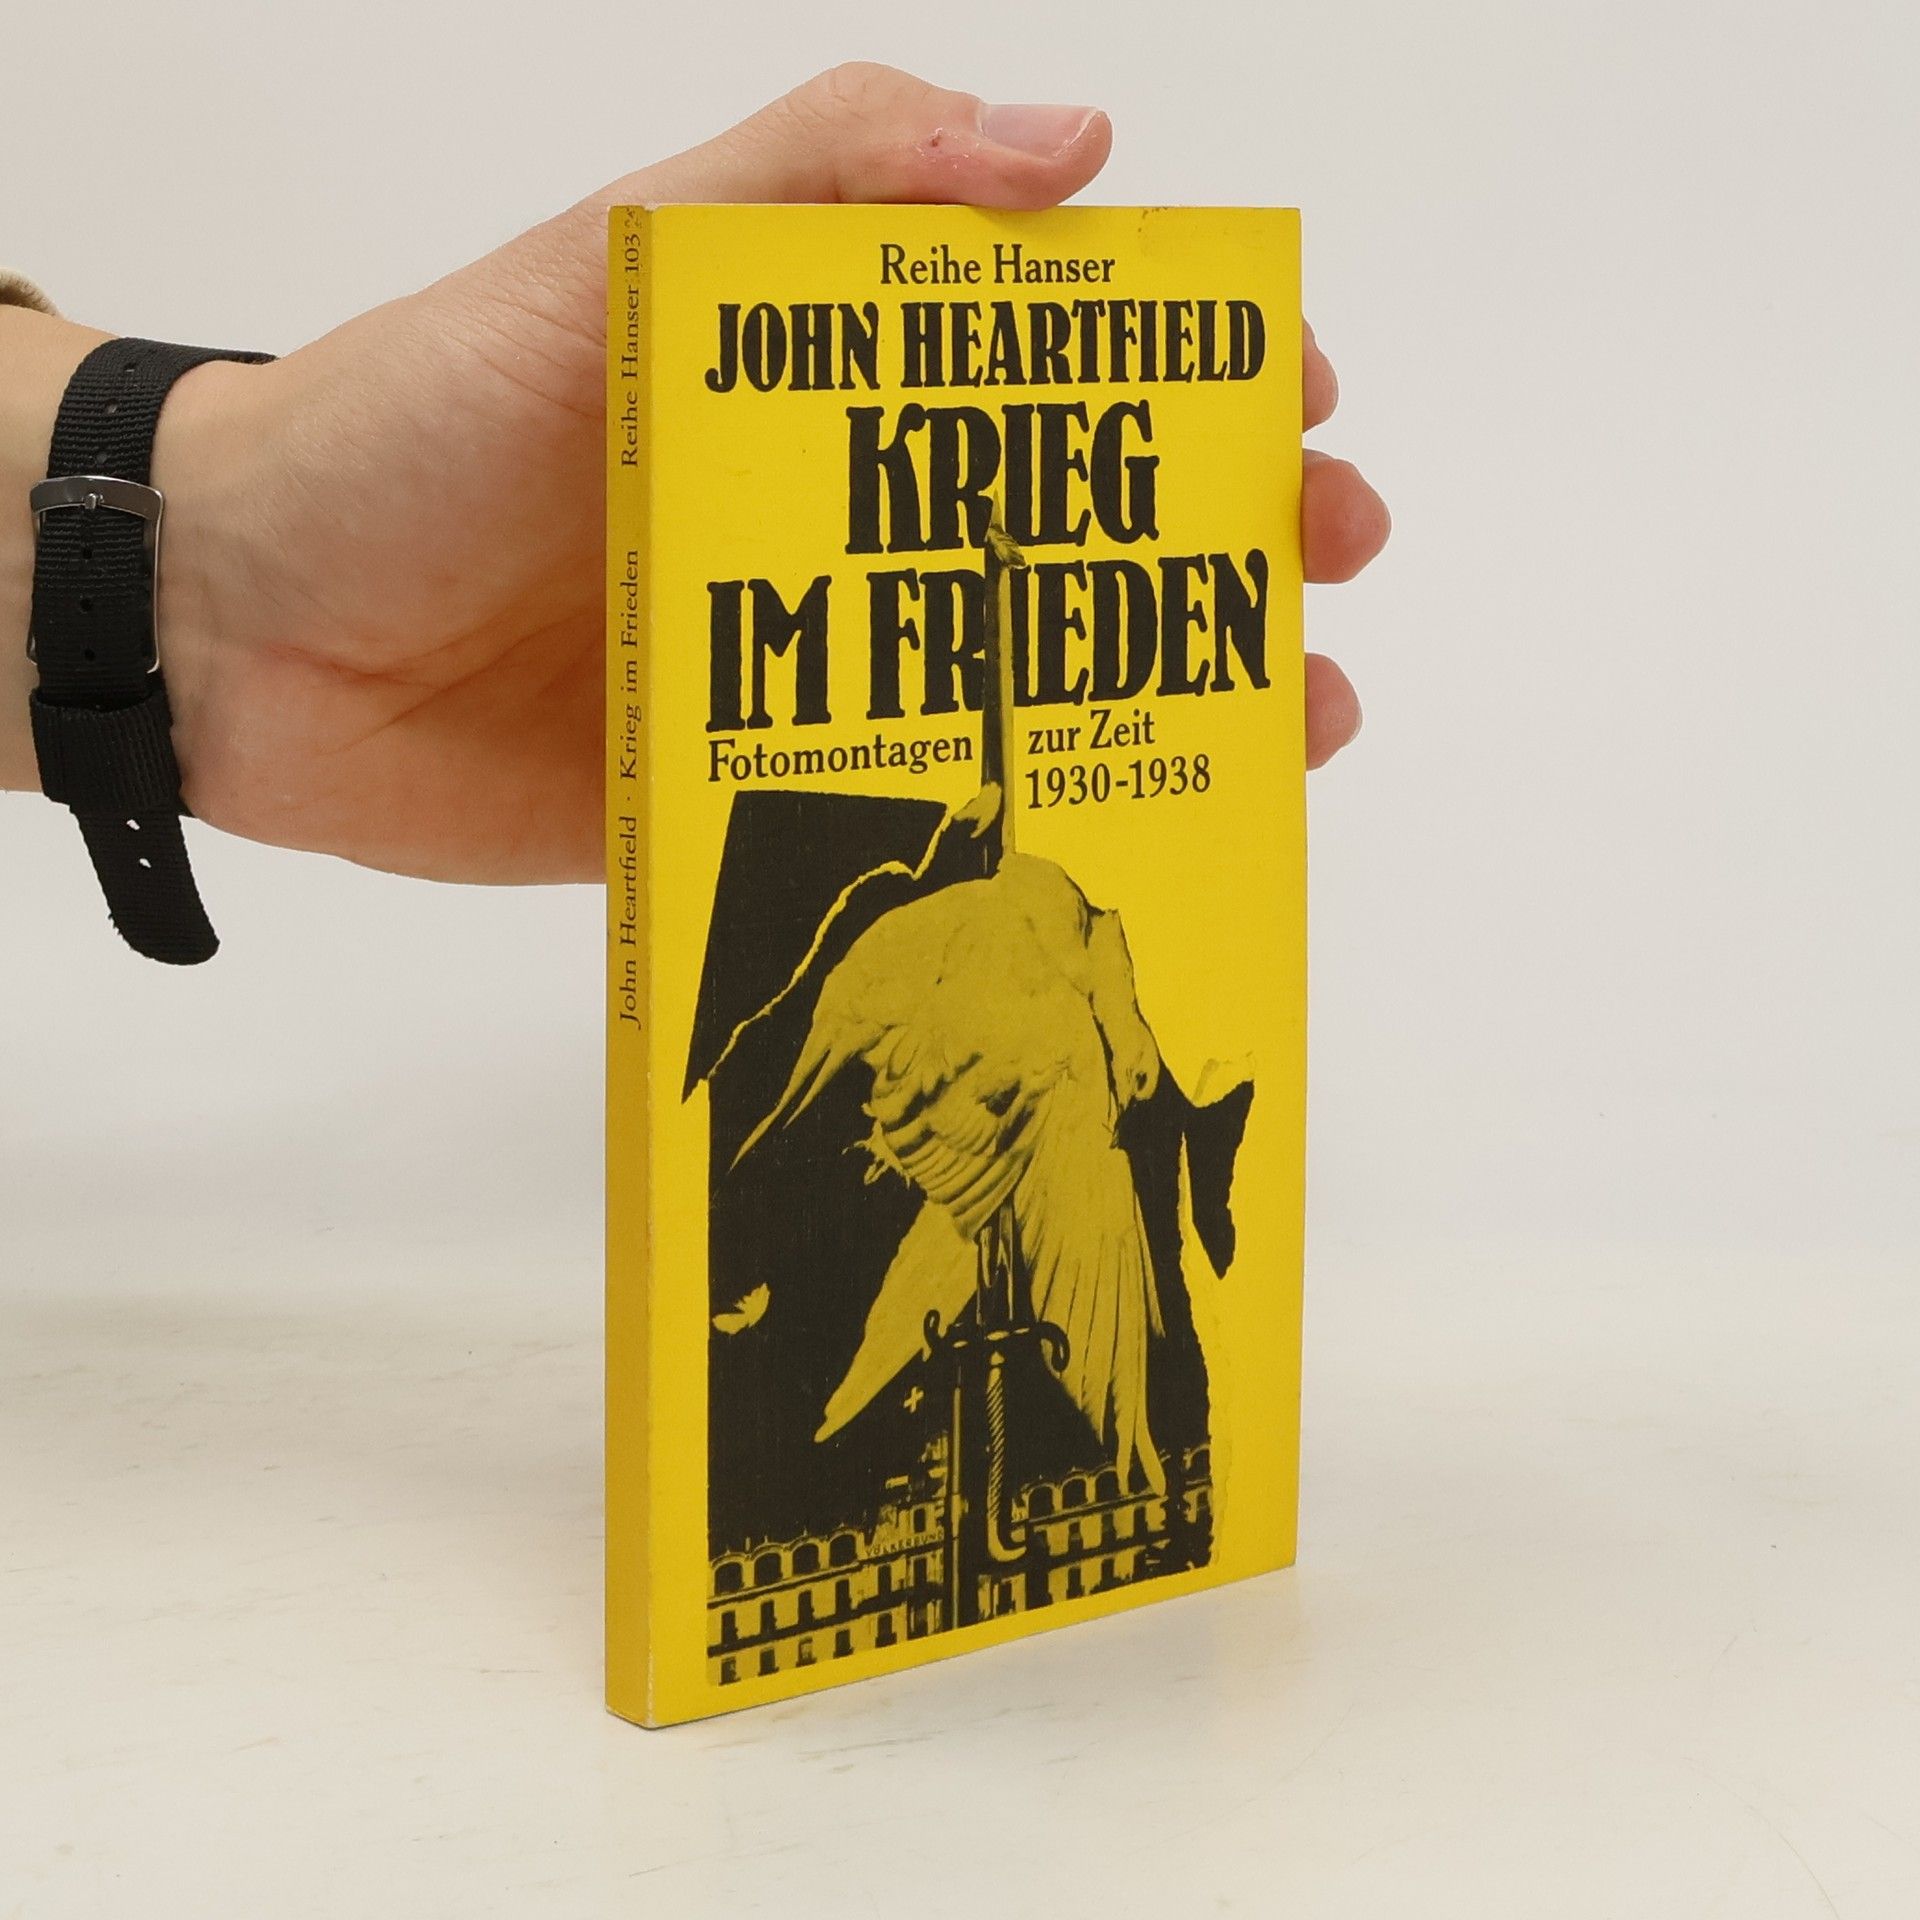 Reihe Hanser
JOHN HEARTFIELD
KRIEG
IM FRIEDEN
Fotomontagen zur Zeit
1930-1938
VÖLKERBUND
John Heartfield · Krieg im Frieden Reihe Hanser 103